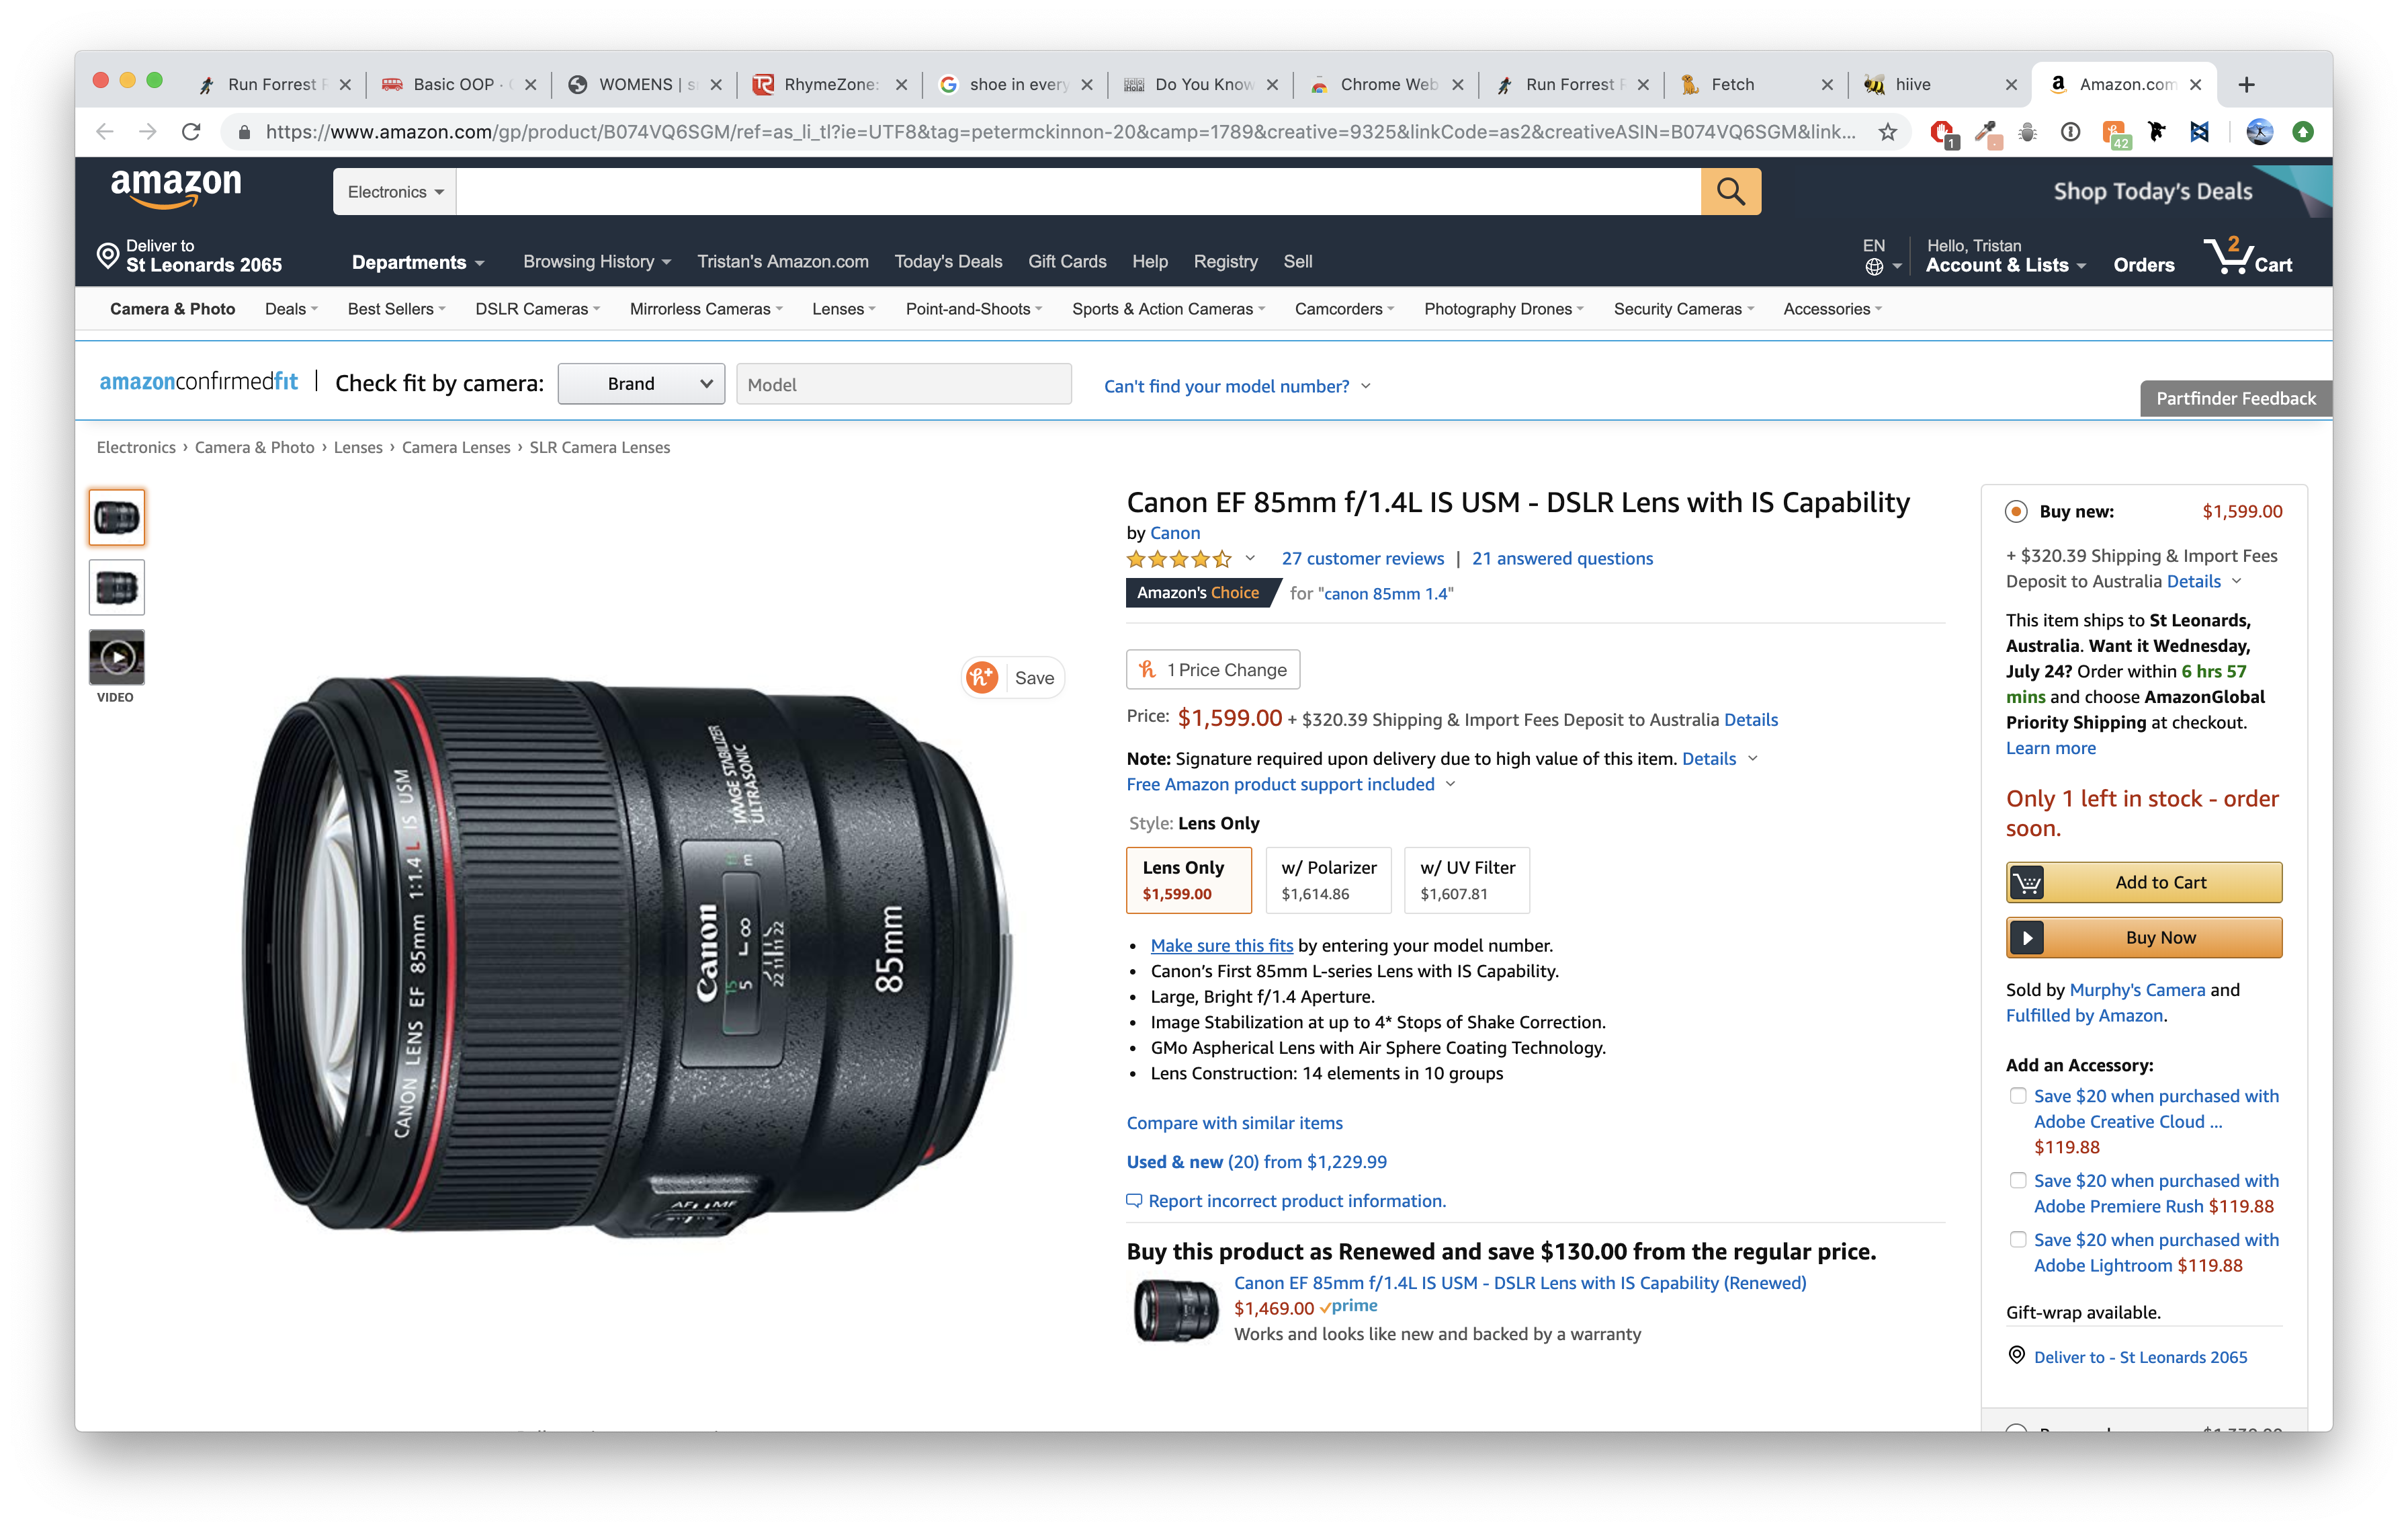 Run Forrest
Basic OOP ·
WOMENS |
RhymeZone:
shoe in every
Do You Know
Chrome Web
Run Forrest
Fetch
hiive
Amazon.com
https://www.amazon.com/gp/product/B074VQ6SGM/ref=as_li_tl?ie=UTF8&tag=petermckinnon-20&camp=1789&creative=9325&linkCode=as2&creativeASIN=B074VQ6SGM&link...
1
42
amazon
Electronics
Shop Today's Deals
Deliver to
St Leonards 2065
Departments
Browsing History
Tristan's Amazon.com
Today's Deals
Gift Cards
Help
Registry
Sell
EN
Hello, Tristan
Account & Lists
Orders
2
Cart
Camera & Photo
Deals
Best Sellers
DSLR Cameras
Mirrorless Cameras
Lenses
Point-and-Shoots
Sports & Action Cameras
Camcorders
Photography Drones
Security Cameras
Accessories
amazonconfirmedfit | Check fit by camera:
Brand
Model
Can't find your model number?
Partfinder Feedback
Electronics › Camera & Photo › Lenses › Camera Lenses › SLR Camera Lenses
VIDEO
Save
CANON LENS EF 85mm 1:1.4 L IS USM
IMAGE STABILIZER
ULTRASONIC
Canon
ft m
15
5 L ∞
22 11 11 22
85mm
AF MF
Canon EF 85mm f/1.4L IS USM - DSLR Lens with IS Capability
by Canon
27 customer reviews | 21 answered questions
Amazon's Choice for "canon 85mm 1.4"
1 Price Change
Price: $1,599.00 + $320.39 Shipping & Import Fees Deposit to Australia Details
Note: Signature required upon delivery due to high value of this item. Details
Free Amazon product support included
Style: Lens Only
Lens Only
$1,599.00
w/ Polarizer
$1,614.86
w/ UV Filter
$1,607.81
• Make sure this fits by entering your model number.
• Canon's First 85mm L-series Lens with IS Capability.
• Large, Bright f/1.4 Aperture.
• Image Stabilization at up to 4* Stops of Shake Correction.
• GMo Aspherical Lens with Air Sphere Coating Technology.
• Lens Construction: 14 elements in 10 groups
Compare with similar items
Used & new (20) from $1,229.99
Report incorrect product information.
Buy this product as Renewed and save $130.00 from the regular price.
Canon EF 85mm f/1.4L IS USM - DSLR Lens with IS Capability (Renewed)
$1,469.00 prime
Works and looks like new and backed by a warranty
Buy new: $1,599.00
+ $320.39 Shipping & Import Fees
Deposit to Australia Details
This item ships to St Leonards,
Australia. Want it Wednesday,
July 24? Order within 6 hrs 57
mins and choose AmazonGlobal
Priority Shipping at checkout.
Learn more
Only 1 left in stock - order
soon.
Add to Cart
Buy Now
Sold by Murphy's Camera and
Fulfilled by Amazon.
Add an Accessory:
Save $20 when purchased with
Adobe Creative Cloud ...
$119.88
Save $20 when purchased with
Adobe Premiere Rush $119.88
Save $20 when purchased with
Adobe Lightroom $119.88
Gift-wrap available.
Deliver to - St Leonards 2065